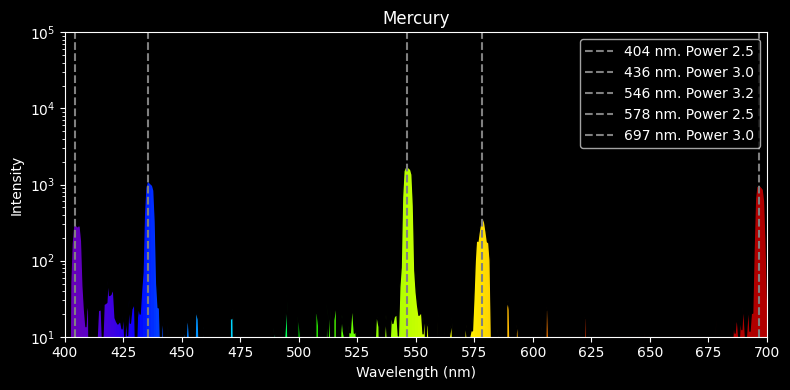 Mercury
10^5
10^4
10^3
10^2
10^1
Intensity
404 nm. Power 2.5
436 nm. Power 3.0
546 nm. Power 3.2
578 nm. Power 2.5
697 nm. Power 3.0
400 425 450 475 500 525 550 575 600 625 650 675 700
Wavelength (nm)